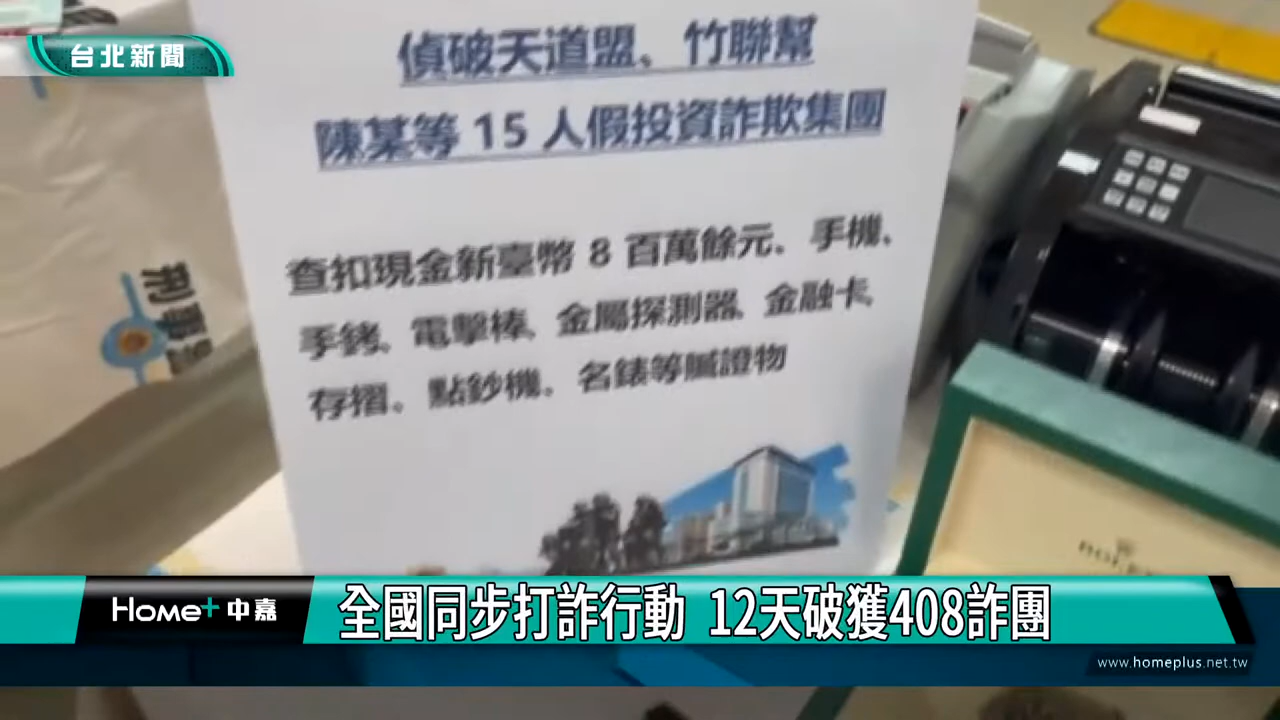 台北新聞
偵破天道盟、竹聯幫
陳某等 15 人假投資詐欺集團
查扣現金新臺幣 8 百萬餘元、手機、
手銬、電擊棒、金屬探測器、金融卡、
存摺、點鈔機、名錶等贓證物
Home+中嘉
全國同步打詐行動 12天破獲408詐團
www.homeplus.net.tw